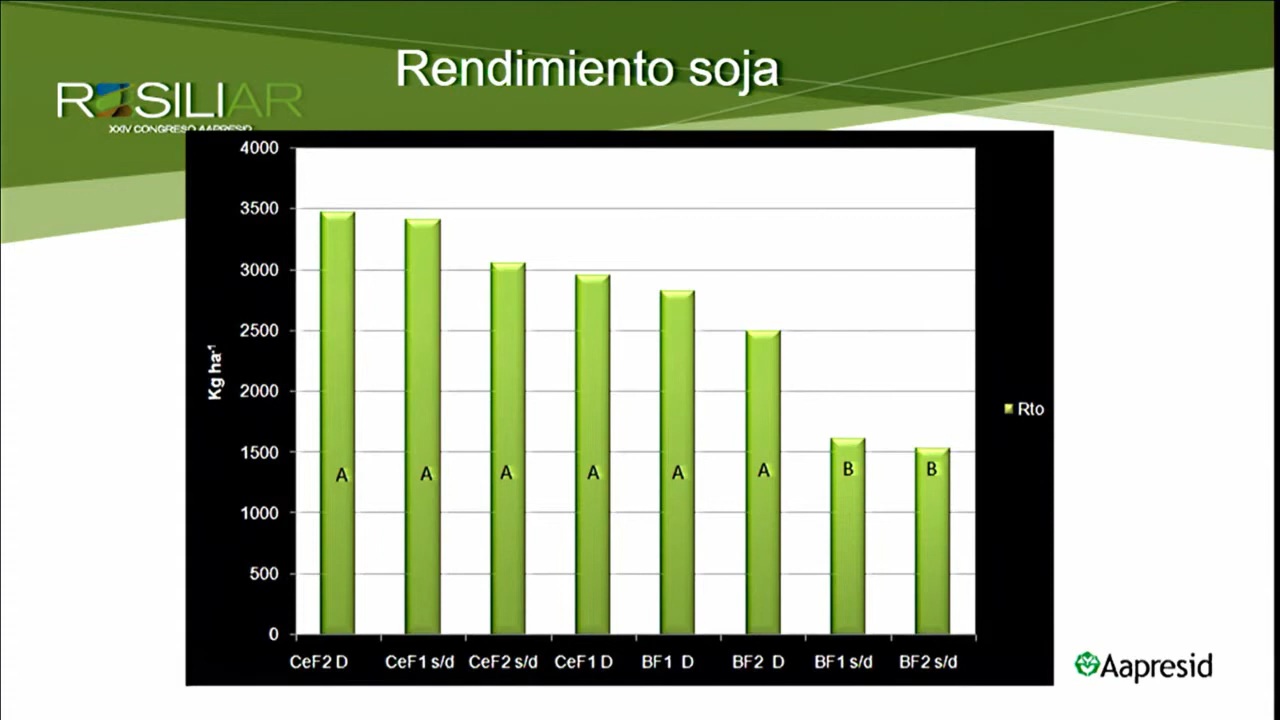 Rendimiento soja
ROSILIAR
XXIV CONGRESO AAPRESID
4000
3500
3000
2500
2000
1500
1000
500
0
Kg ha⁻¹
A A A A A A B B
CeF2 D CeF1 s/d CeF2 s/d CeF1 D BF1 D BF2 D BF1 s/d BF2 s/d
Rto
Aapresid